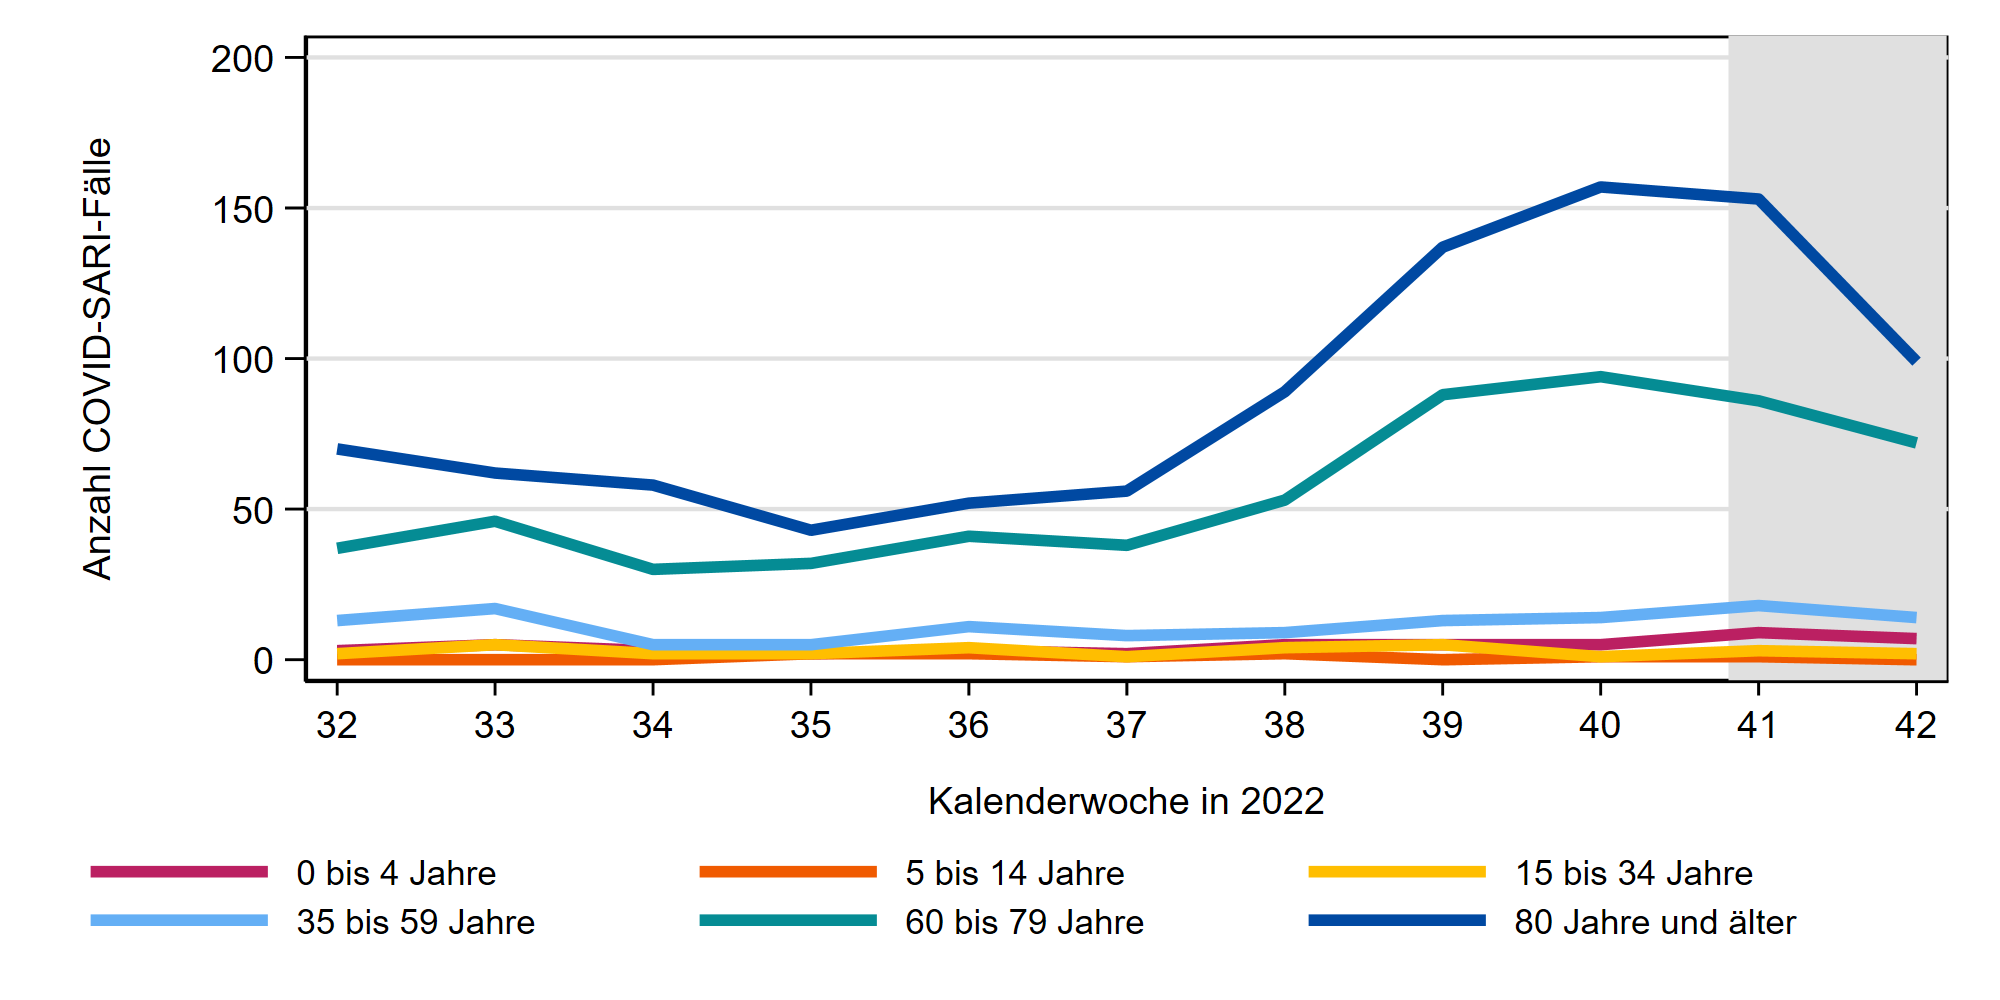 200
150
100
50
0
Anzahl COVID-SARI-Fälle
32 33 34 35 36 37 38 39 40 41 42
Kalenderwoche in 2022
0 bis 4 Jahre 5 bis 14 Jahre 15 bis 34 Jahre
35 bis 59 Jahre 60 bis 79 Jahre 80 Jahre und älter